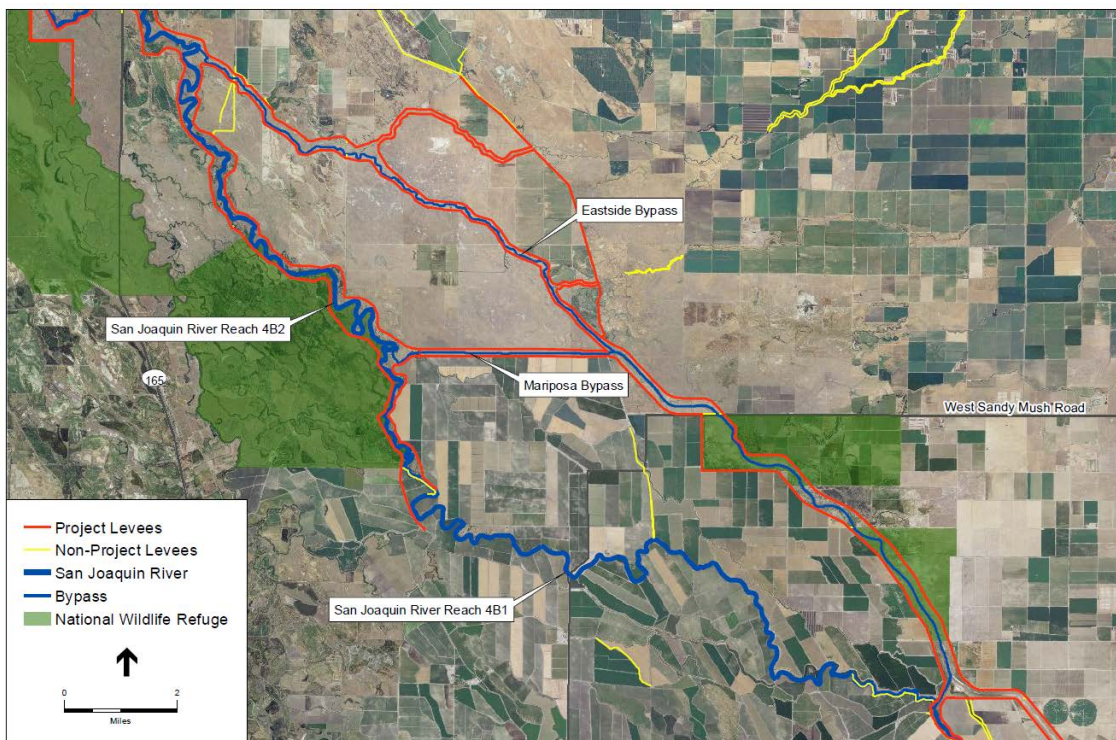 Eastside Bypass
San Joaquin River Reach 4B2
165
Mariposa Bypass
West Sandy Mush Road
San Joaquin River Reach 4B1
Project Levees
Non-Project Levees
San Joaquin River
Bypass
National Wildlife Refuge
0 2
Miles